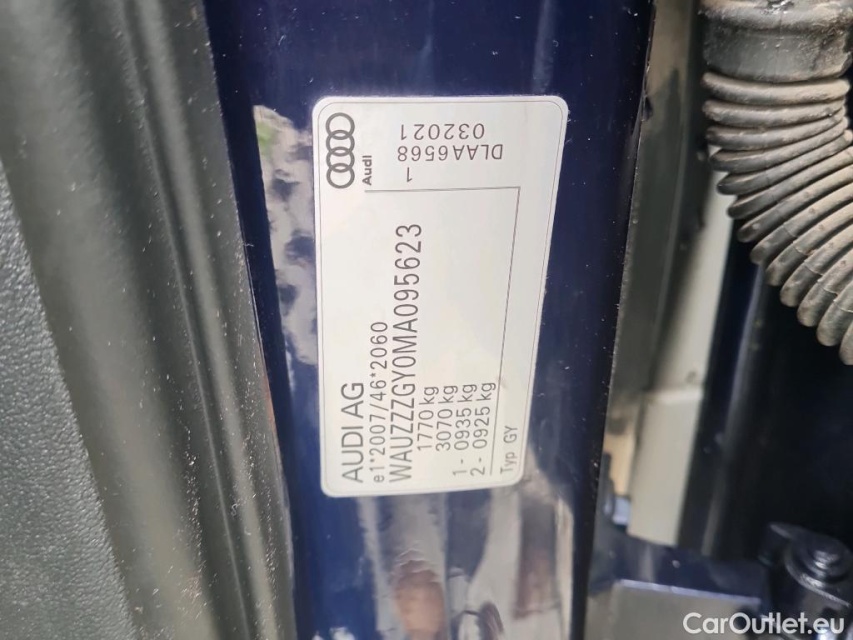 AUDI AG
e1*2007/46*2060
WAUZZZGY0MA095623
1770 kg
3070 kg
1 - 0935 kg
2 - 0925 kg
Typ GY
Audi
1
DLAA6568
032021
CarOutlet.eu